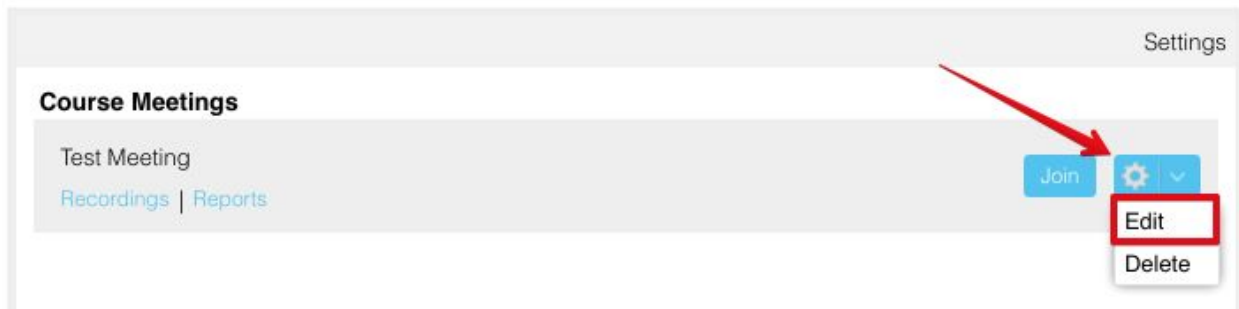 Settings
Course Meetings
Test Meeting
Join
Recordings | Reports
Edit
Delete